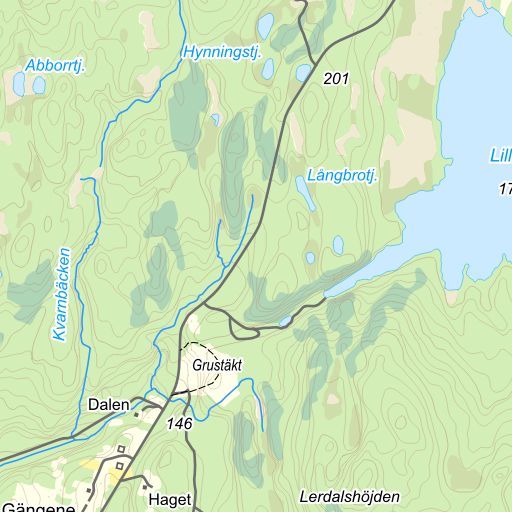 Hynningstj.
Abborrtj.
201
Lill
Långbrotj.
17
Kvarnbäcken
Grustäkt
Dalen
146
Haget
Lerdalshöjden
Gängene